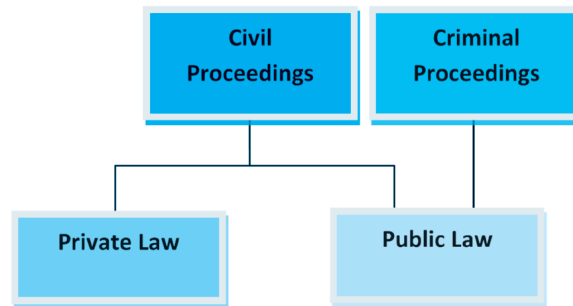 Civil
Proceedings
Criminal
Proceedings
Private Law
Public Law